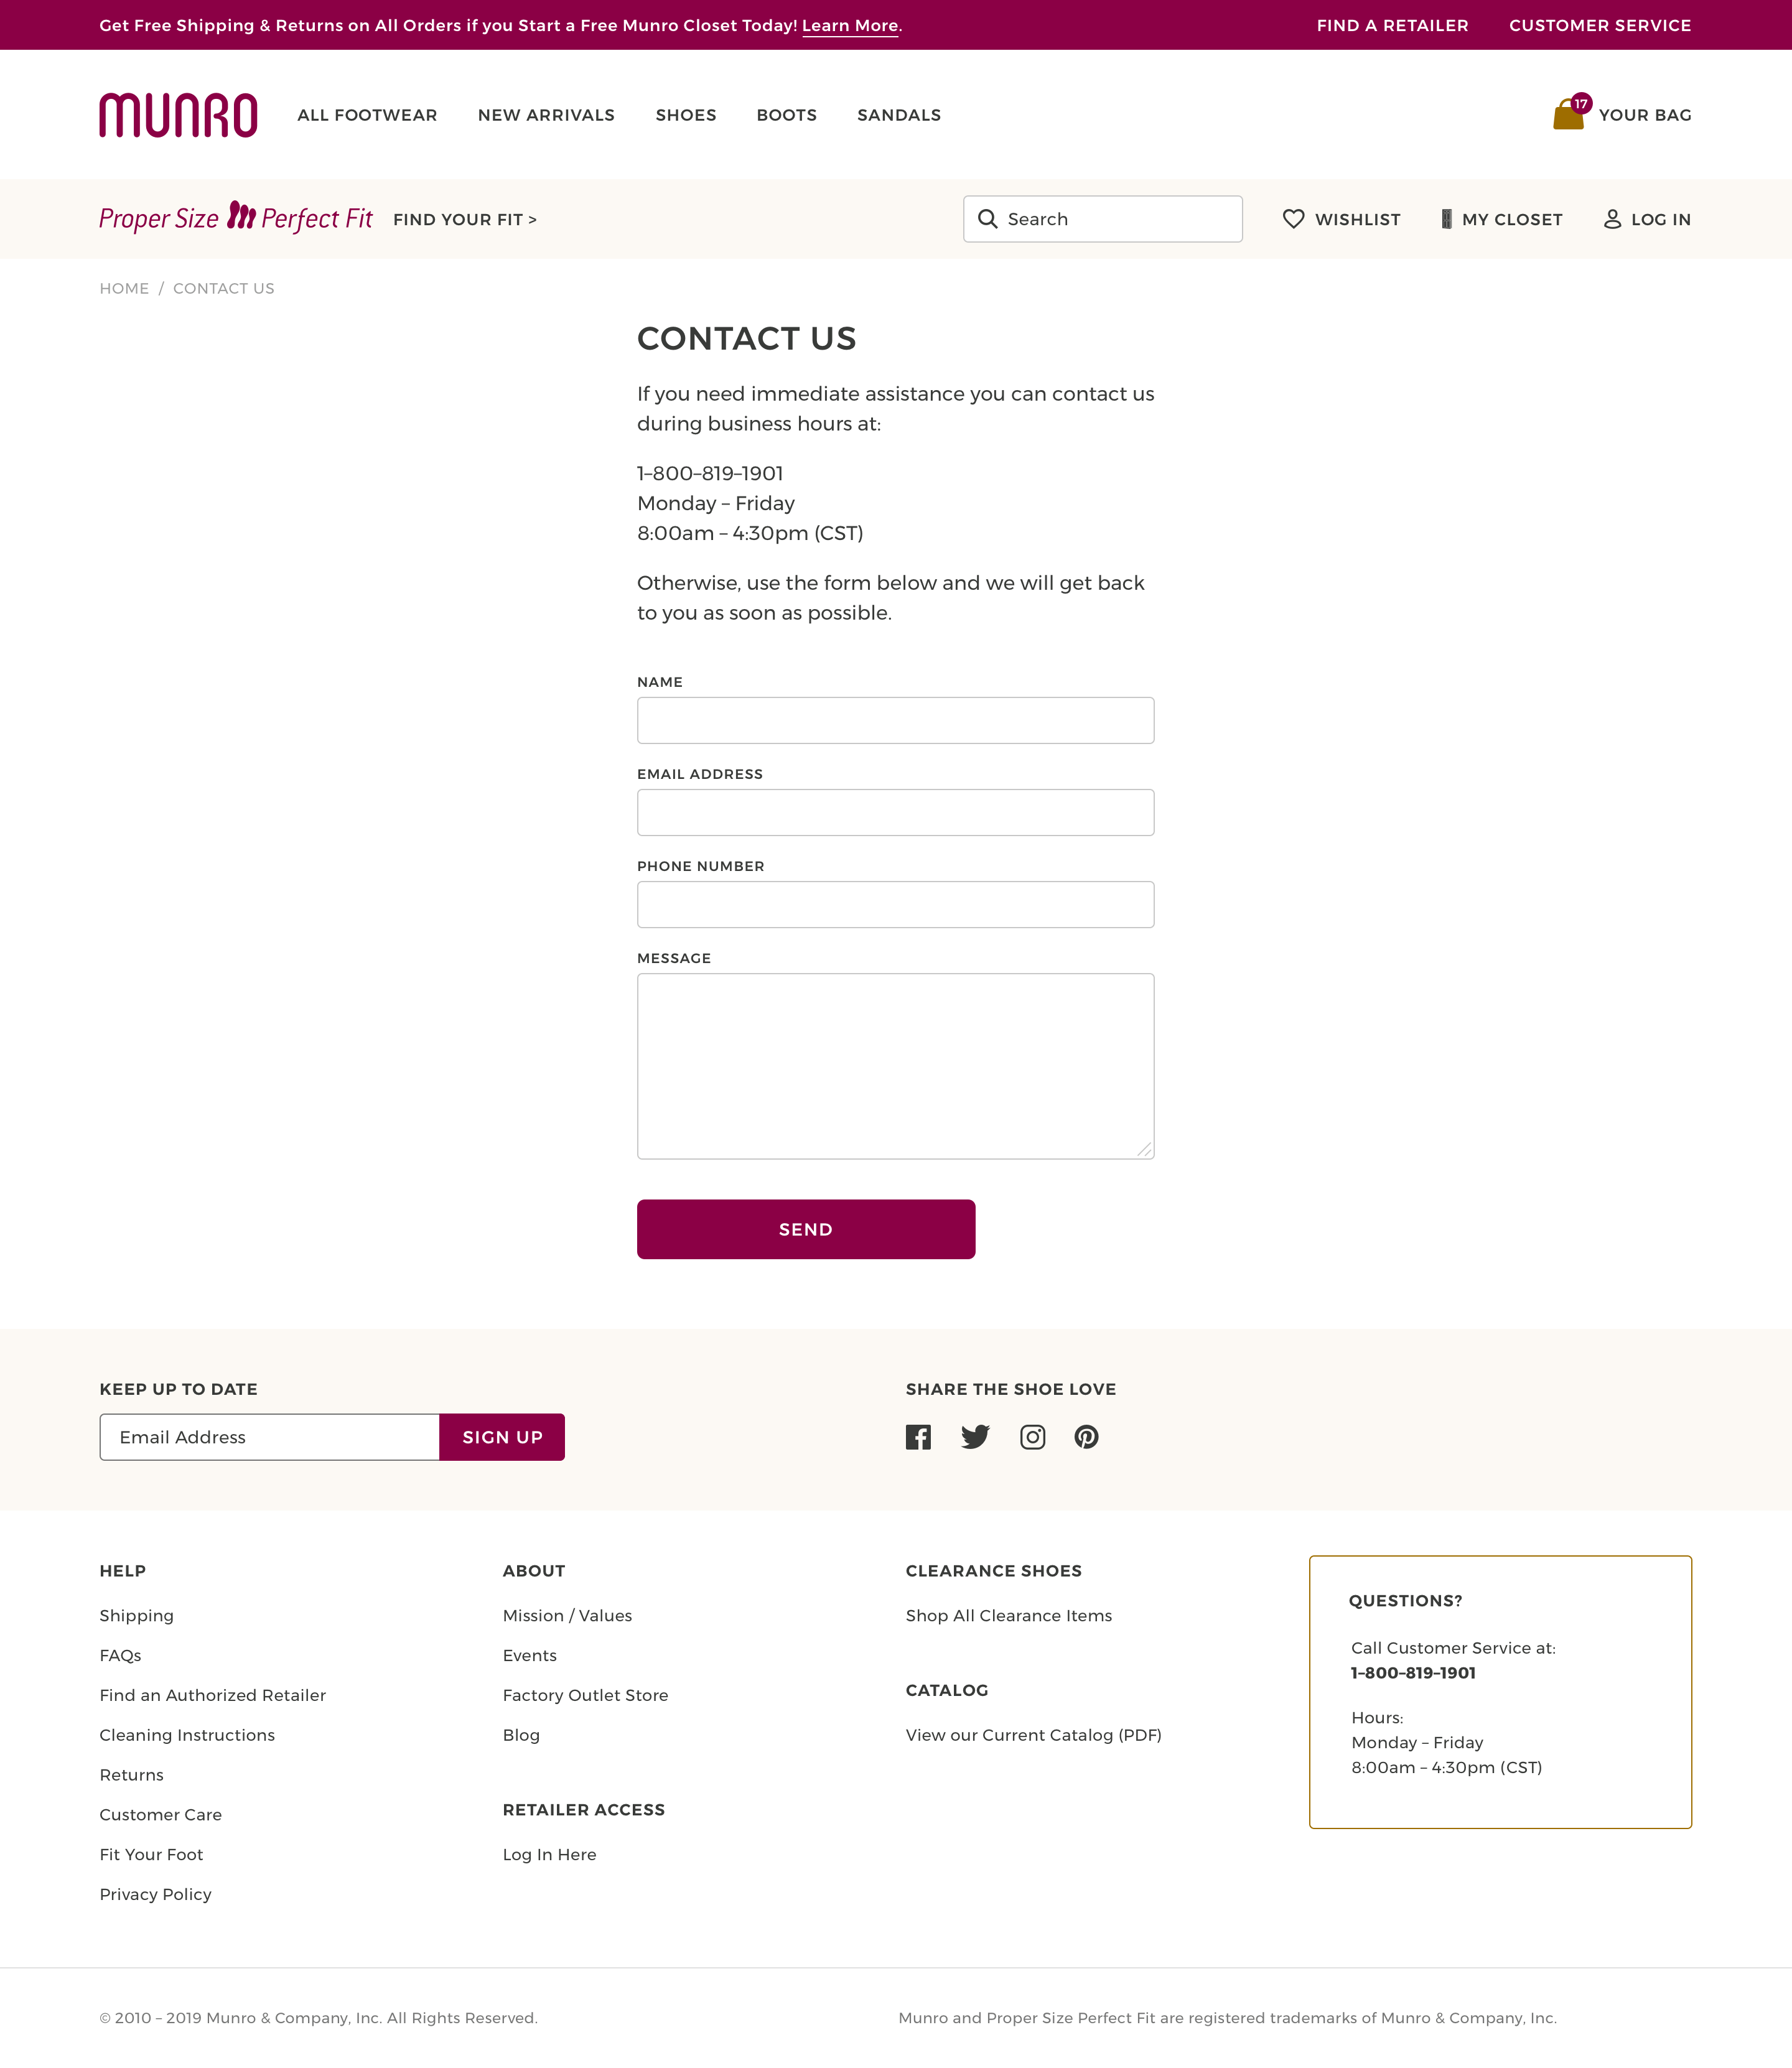 Get Free Shipping & Returns on All Orders if you Start a Free Munro Closet Today! Learn More.
FIND A RETAILER
CUSTOMER SERVICE
MUNRO
ALL FOOTWEAR
NEW ARRIVALS
SHOES
BOOTS
SANDALS
17
YOUR BAG
Proper Size Perfect Fit
FIND YOUR FIT >
Search
WISHLIST
MY CLOSET
LOG IN
HOME / CONTACT US
CONTACT US
If you need immediate assistance you can contact us
during business hours at:
1–800–819–1901
Monday – Friday
8:00am – 4:30pm (CST)
Otherwise, use the form below and we will get back
to you as soon as possible.
NAME
EMAIL ADDRESS
PHONE NUMBER
MESSAGE
SEND
KEEP UP TO DATE
Email Address
SIGN UP
SHARE THE SHOE LOVE
HELP
Shipping
FAQs
Find an Authorized Retailer
Cleaning Instructions
Returns
Customer Care
Fit Your Foot
Privacy Policy
ABOUT
Mission / Values
Events
Factory Outlet Store
Blog
RETAILER ACCESS
Log In Here
CLEARANCE SHOES
Shop All Clearance Items
CATALOG
View our Current Catalog (PDF)
QUESTIONS?
Call Customer Service at:
1–800–819–1901
Hours:
Monday – Friday
8:00am – 4:30pm (CST)
© 2010 – 2019 Munro & Company, Inc. All Rights Reserved.
Munro and Proper Size Perfect Fit are registered trademarks of Munro & Company, Inc.